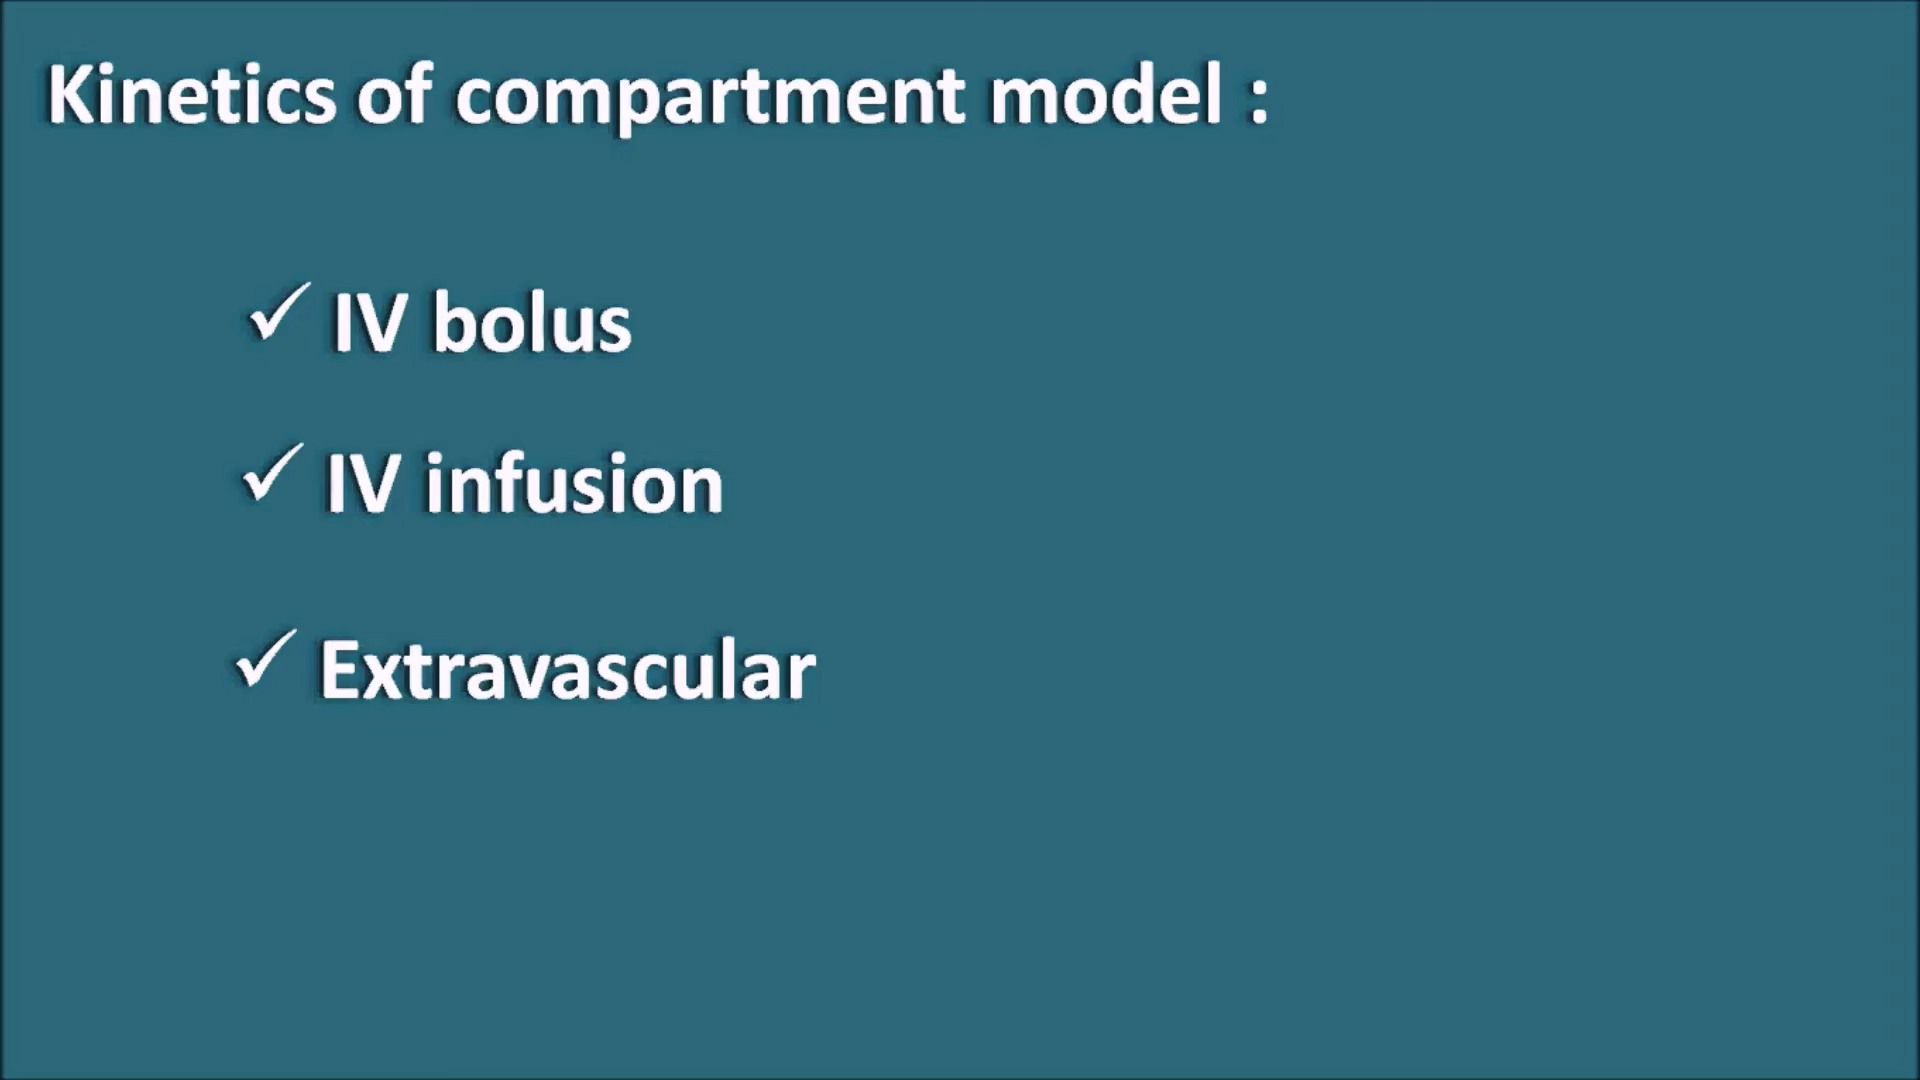 Kinetics of compartment model :
✓ IV bolus
✓ IV infusion
✓ Extravascular